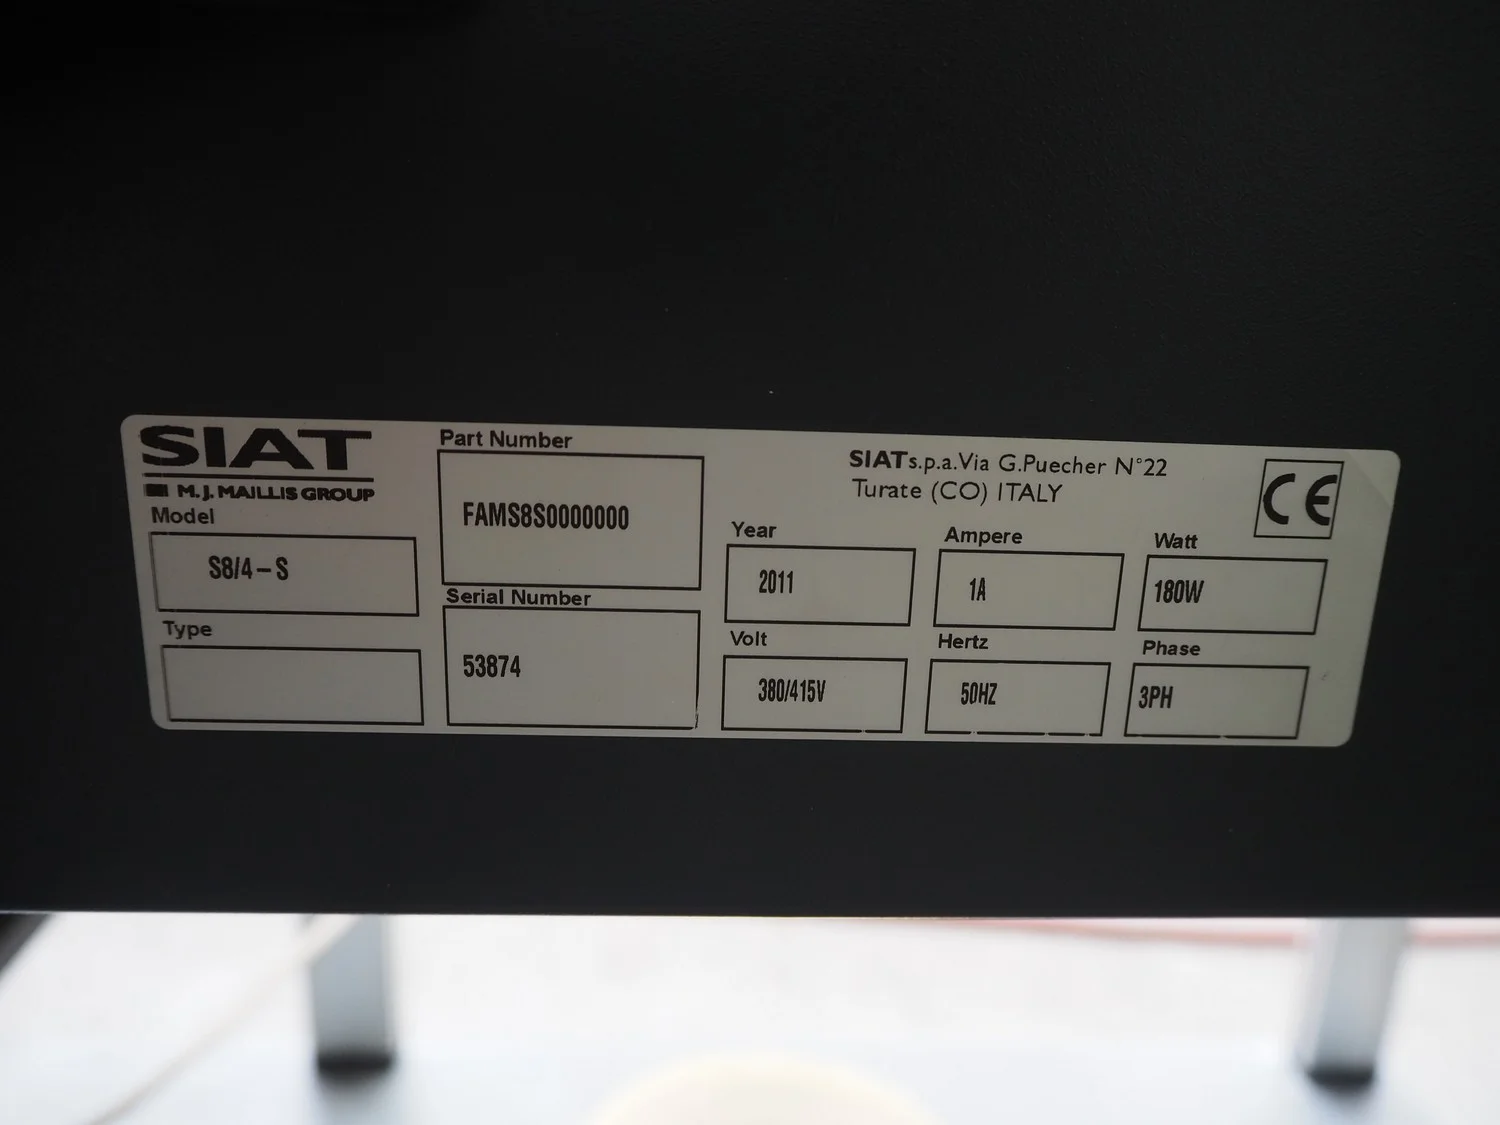 SIAT
M.J. MAILLIS GROUP
Model
S8/4-S
Type
Part Number
FAMS8S0000000
Serial Number
53874
SIAT s.p.a. Via G.Puecher N°22
Turate (CO) ITALY
CE
Year
2011
Ampere
1A
Watt
180W
Volt
380/415V
Hertz
50HZ
Phase
3PH